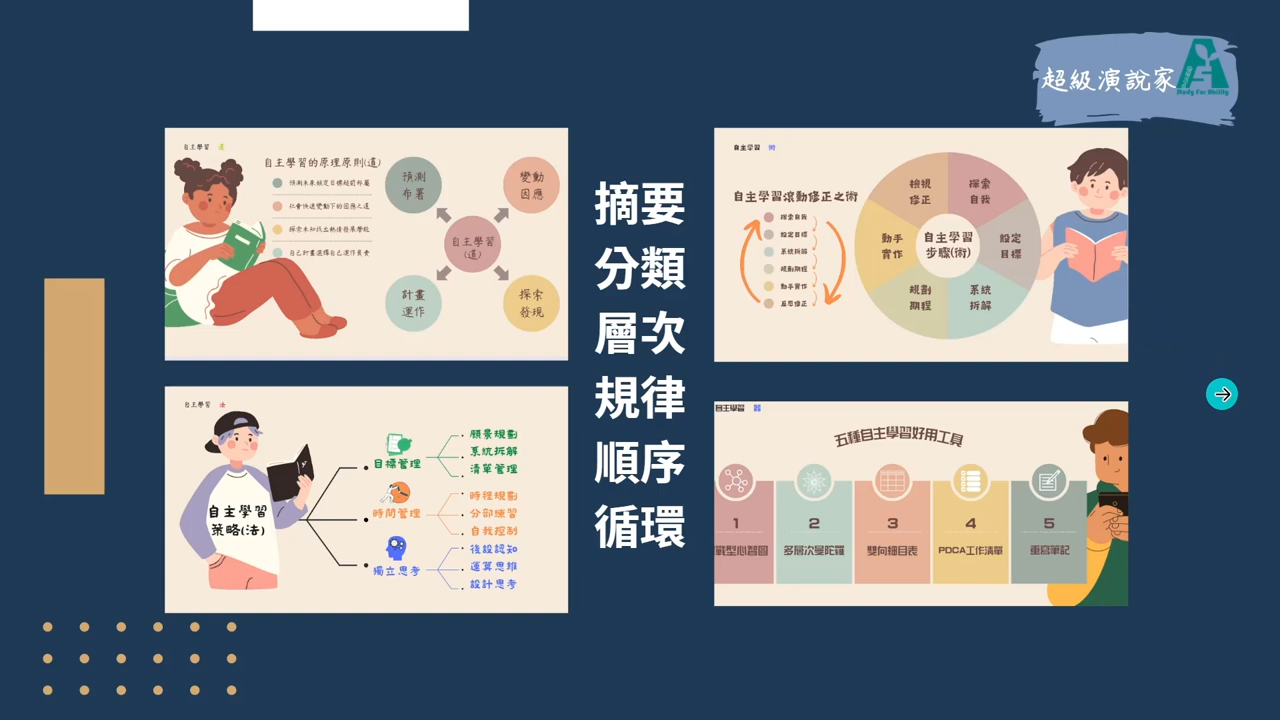 超級演說家
Ready For Ability
自主學習 道
自主學習的原理原則(道)
預測未來敲定目標超前部屬
社會快速變動下的因應之道
探索未知找出熱情發展學能
自己計畫選擇自己運作負責
預測
布署
變動
因應
自主學習
(道)
計畫
運作
探索
發現
摘要
分類
層次
規律
順序
循環
自主學習 術
自主學習滾動修正之術
探索自我
設定目標
系統拆解
規劃期程
動手實作
檢視
修正
探索
自我
動手
實作
自主學習
步驟(術)
設定
目標
規劃
期程
系統
拆解
自主學習 法
自主學習
策略(法)
目標管理
願景規劃
系統拆解
清單管理
時間管理
時程規劃
分部練習
自我控制
獨立思考
後設認知
運算思維
設計思考
自主學習 器
五種自主學習好用工具
1
戰型心智圖
2
多層次曼陀羅
3
雙向細目表
4
PDCA工作清單
5
重寫筆記